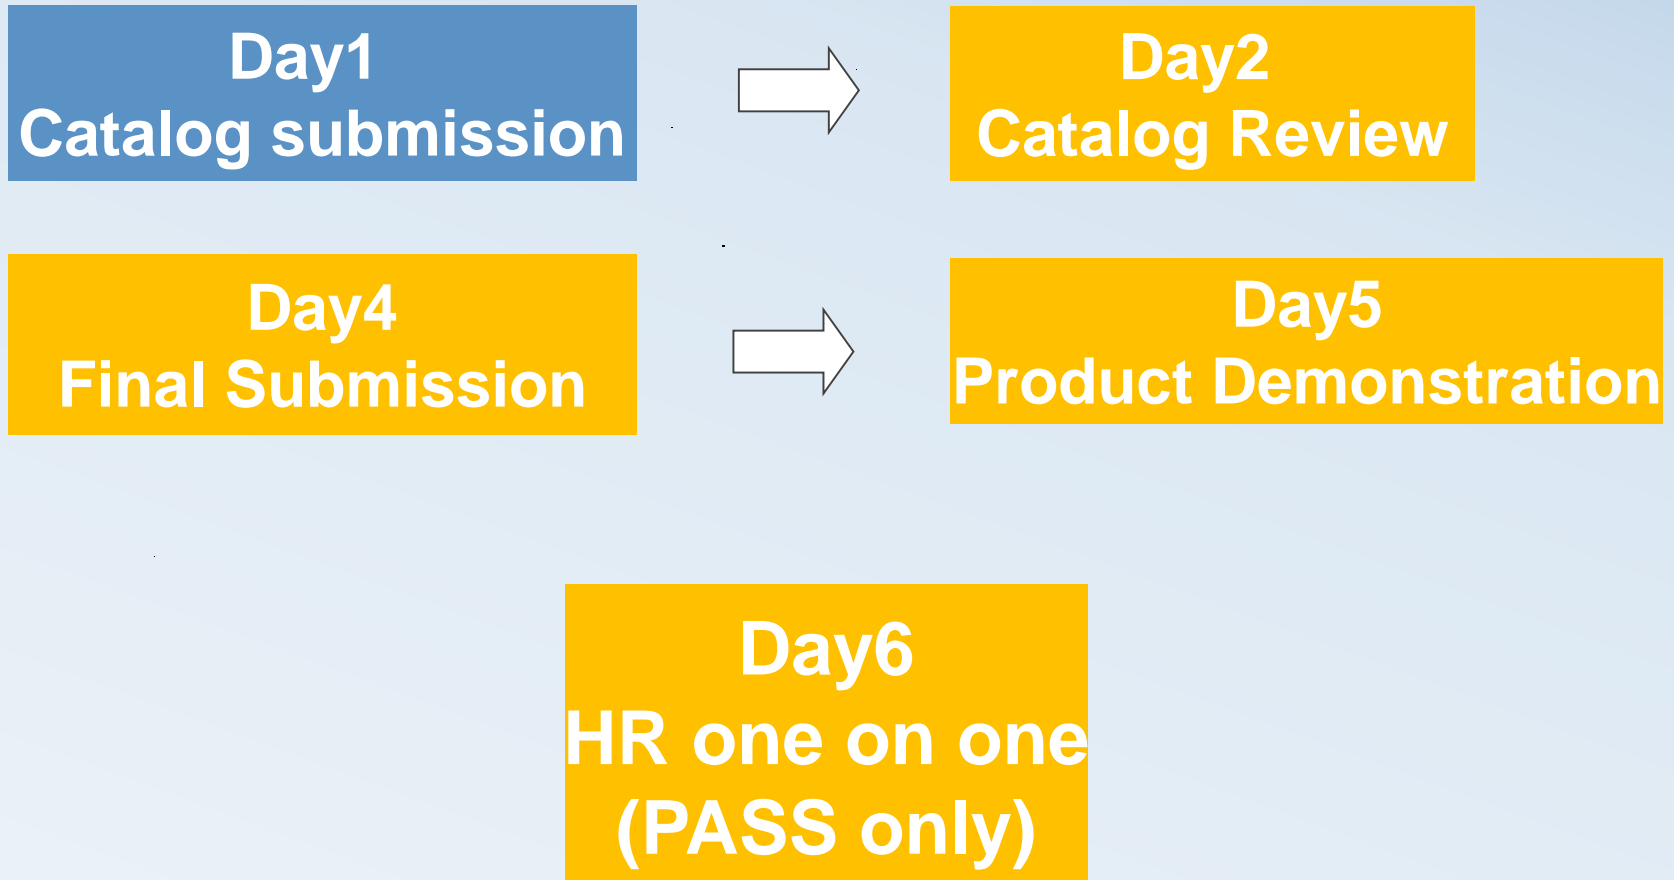 Day1
Catalog submission
Day2
Catalog Review
Day4
Final Submission
Day5
Product Demonstration
Day6
HR one on one
(PASS only)